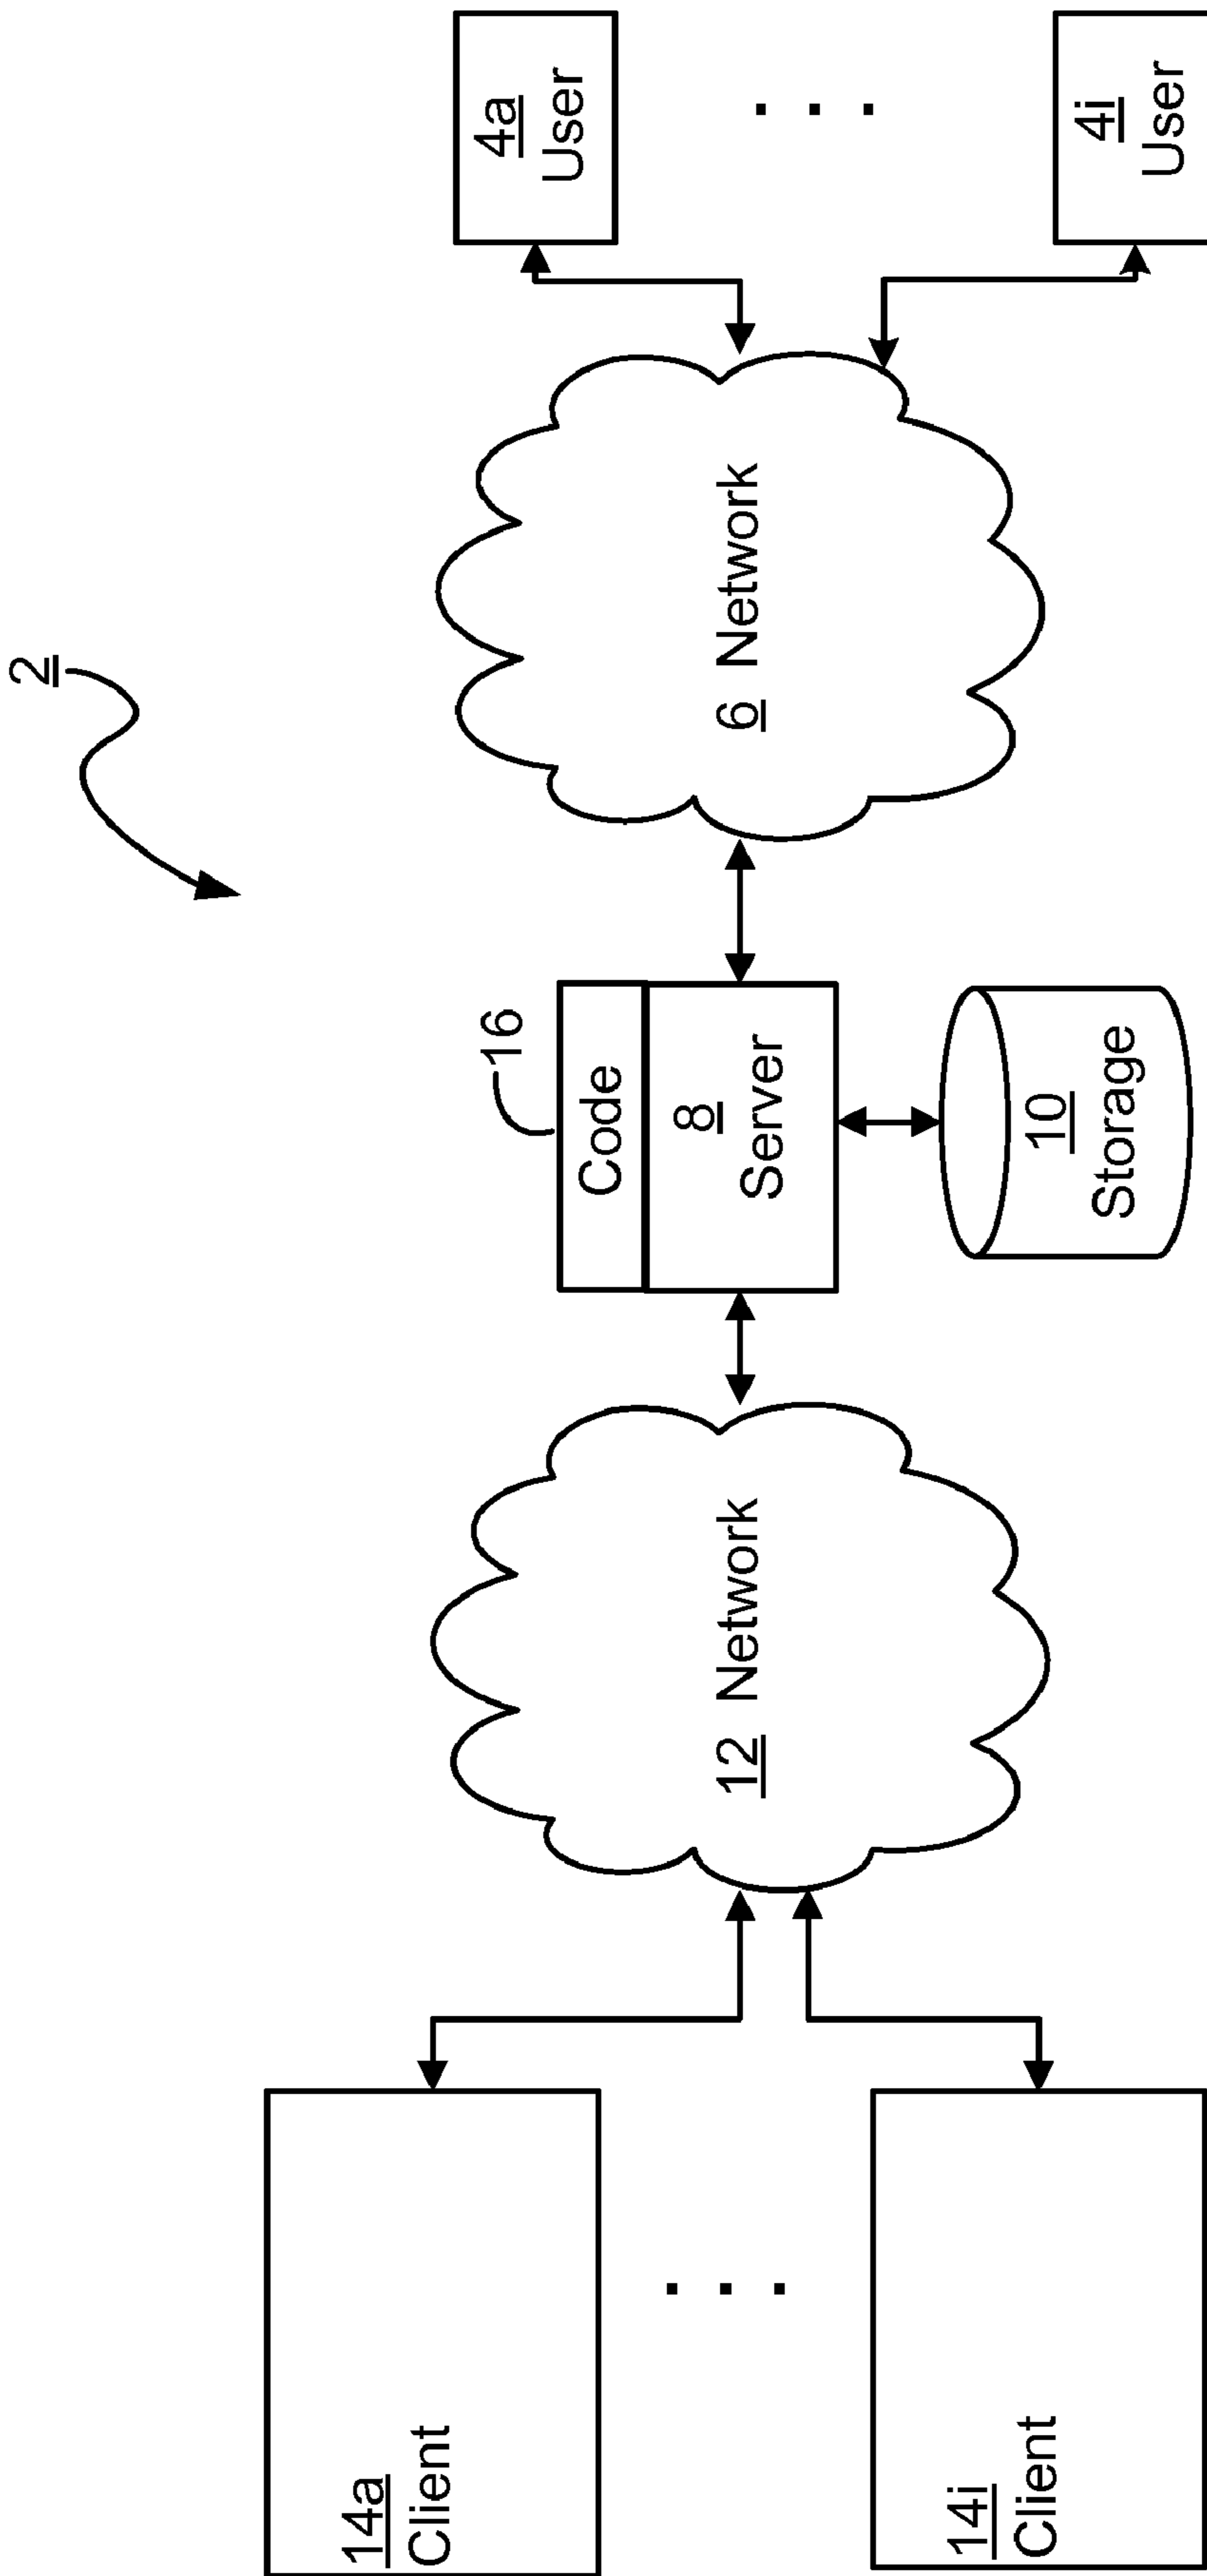 2
14a
Client
14i
Client
12 Network
16
Code
8
Server
10
Storage
6 Network
4a
User
. . .
4i
User